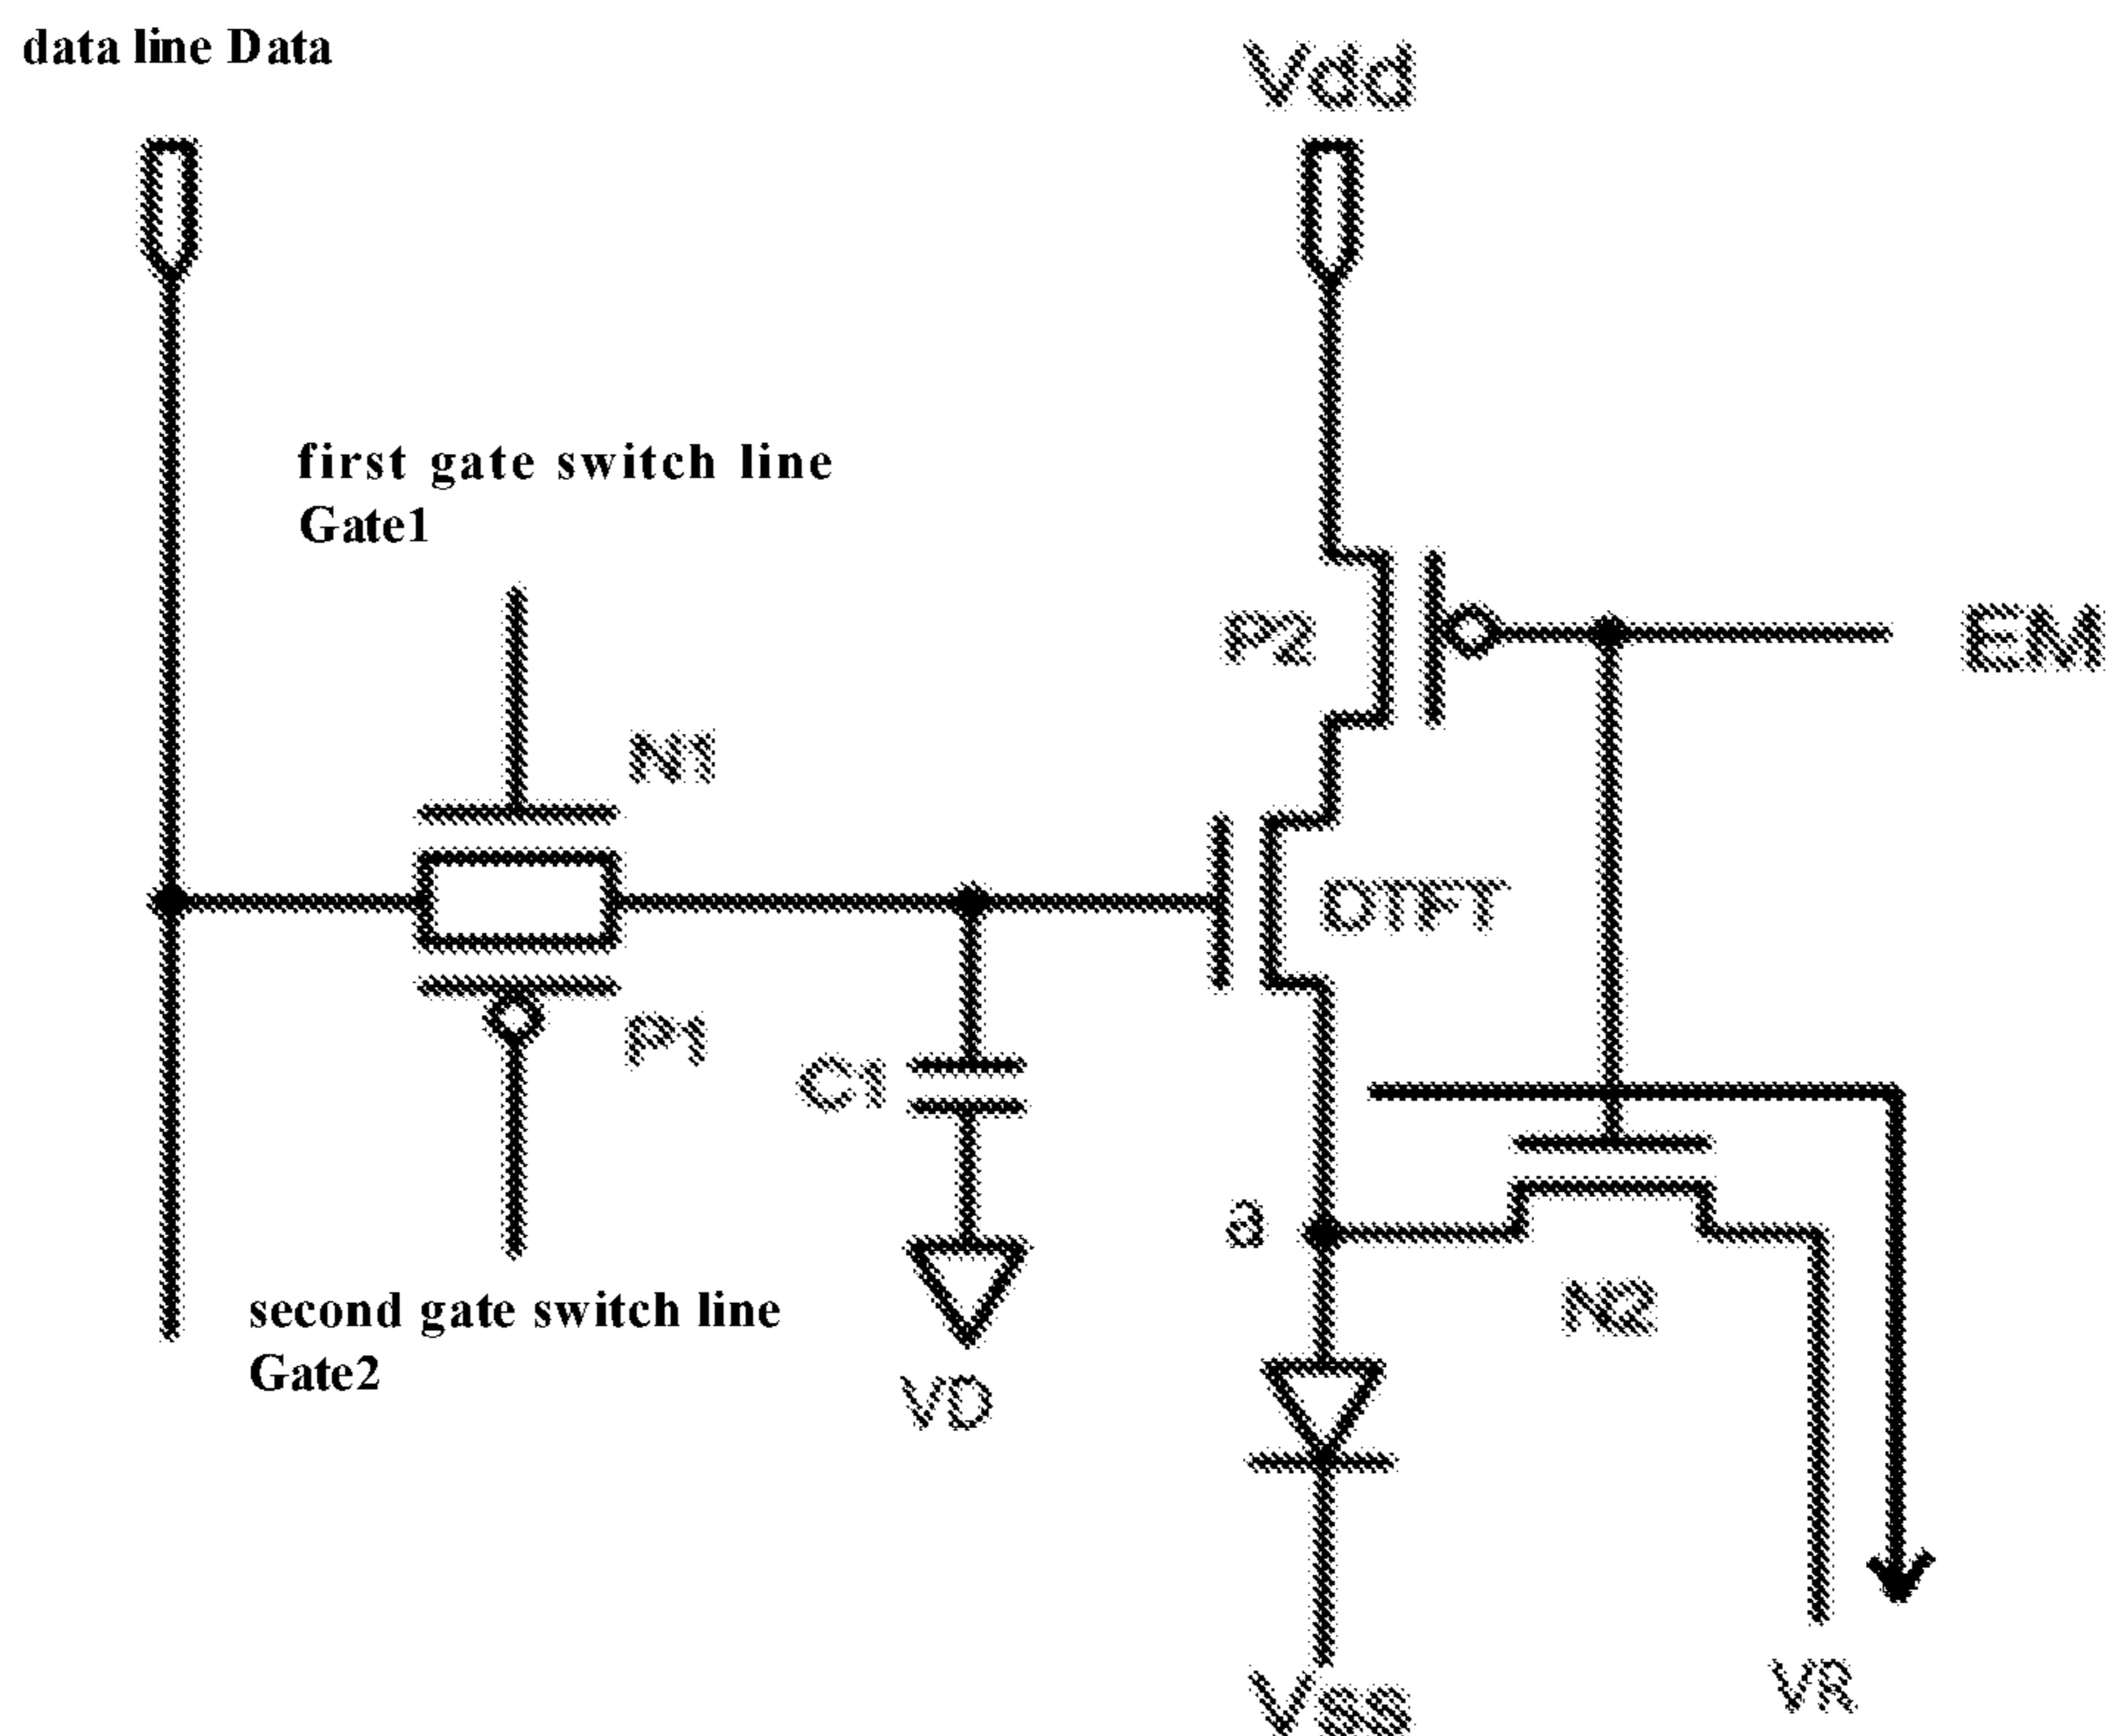 data line Data
Vdd
first gate switch line
Gate1
P2
EM
N1
DTFT
P1
C1
a
N2
second gate switch line
Gate2
VD
VR
Vss